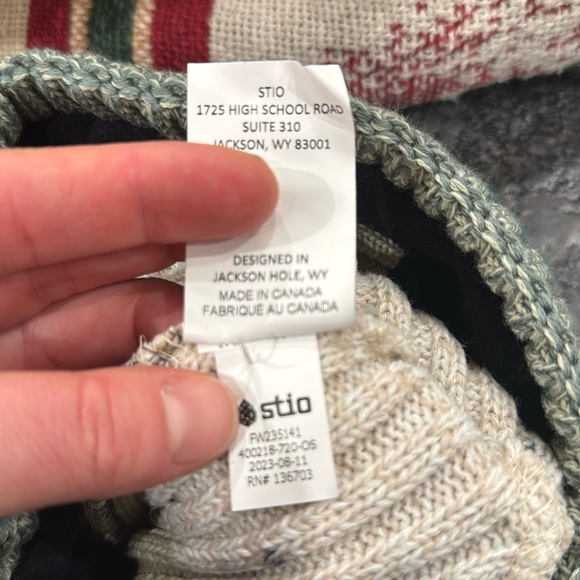 STIO
1725 HIGH SCHOOL ROAD
SUITE 310
JACKSON, WY 83001
DESIGNED IN
JACKSON HOLE, WY
MADE IN CANADA
FABRIQUÉ AU CANADA
stio
FW235141
400218-720-OS
2023-08-11
RN# 136703